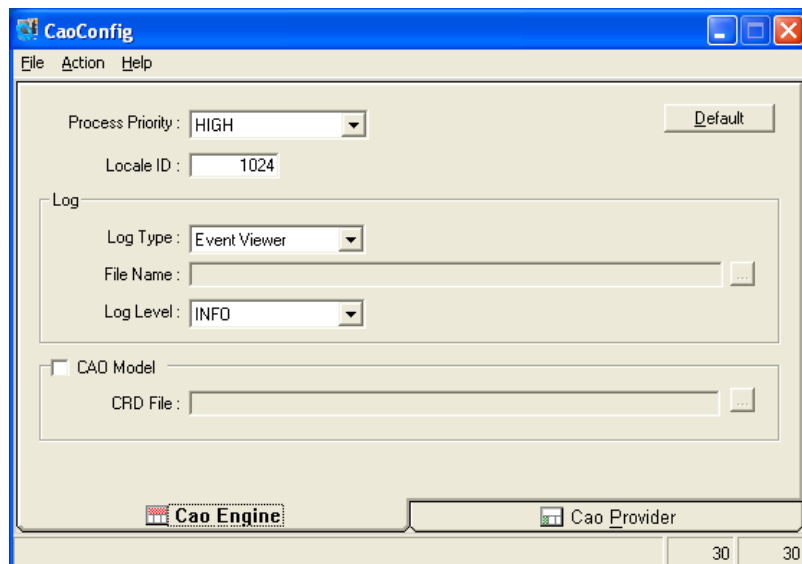 CaoConfig
File Action Help
Process Priority : HIGH
Default
Locale ID : 1024
Log
Log Type : Event Viewer
File Name :
...
Log Level : INFO
CAO Model
CRD File :
...
Cao Engine
Cao Provider
30 30